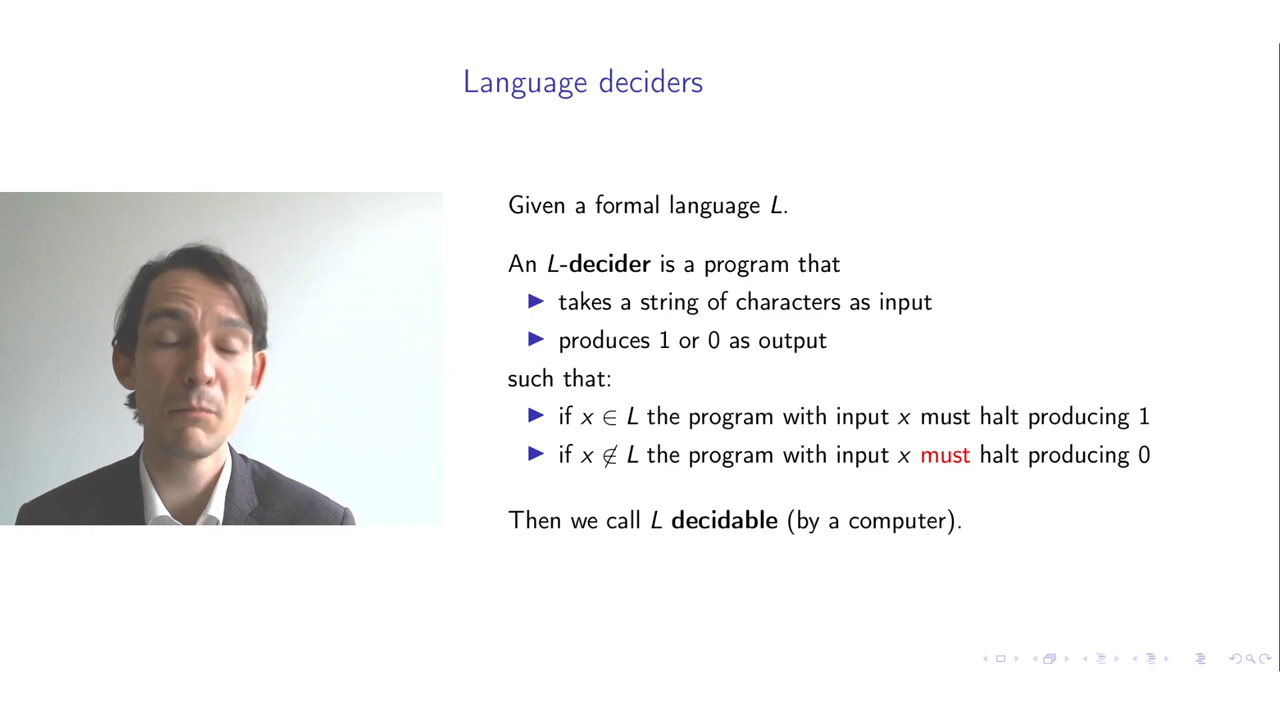 Language deciders
Given a formal language L.
An L-decider is a program that
▶ takes a string of characters as input
▶ produces 1 or 0 as output
such that:
▶ if x ∈ L the program with input x must halt producing 1
▶ if x ∉ L the program with input x must halt producing 0
Then we call L decidable (by a computer).